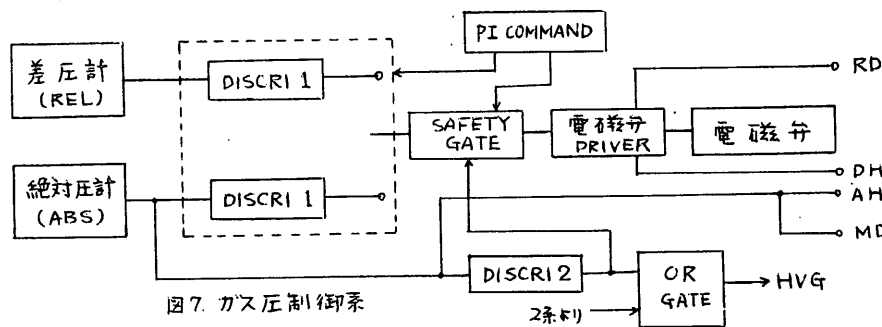 PI COMMAND
差圧計
(REL)
DISCRI 1
RD
SAFETY
GATE
電磁弁
DRIVER
電磁弁
絶対圧計
(ABS)
DISCRI 1
DH
AH
MD
DISCRI 2
OR
GATE
HVG
2系より
図7. ガス圧制御系